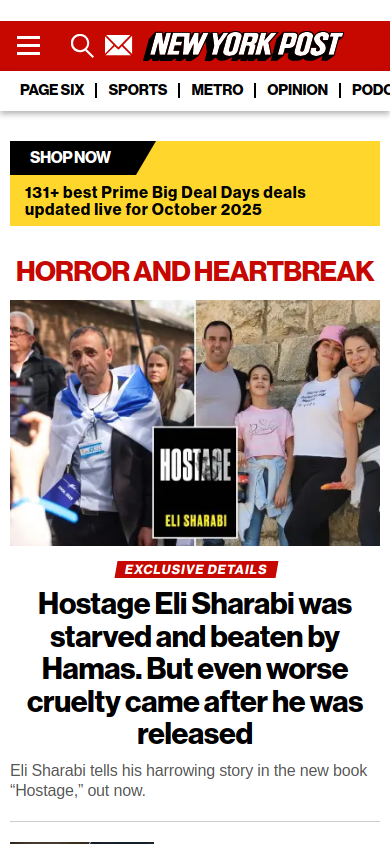 NEW YORK POST
PAGE SIX
SPORTS
METRO
OPINION
SHOP NOW
131+ best Prime Big Deal Days deals
updated live for October 2025
HORROR AND HEARTBREAK
HOSTAGE
ELI SHARABI
EXCLUSIVE DETAILS
Hostage Eli Sharabi was
starved and beaten by
Hamas. But even worse
cruelty came after he was
released
Eli Sharabi tells his harrowing story in the new book
“Hostage,” out now.